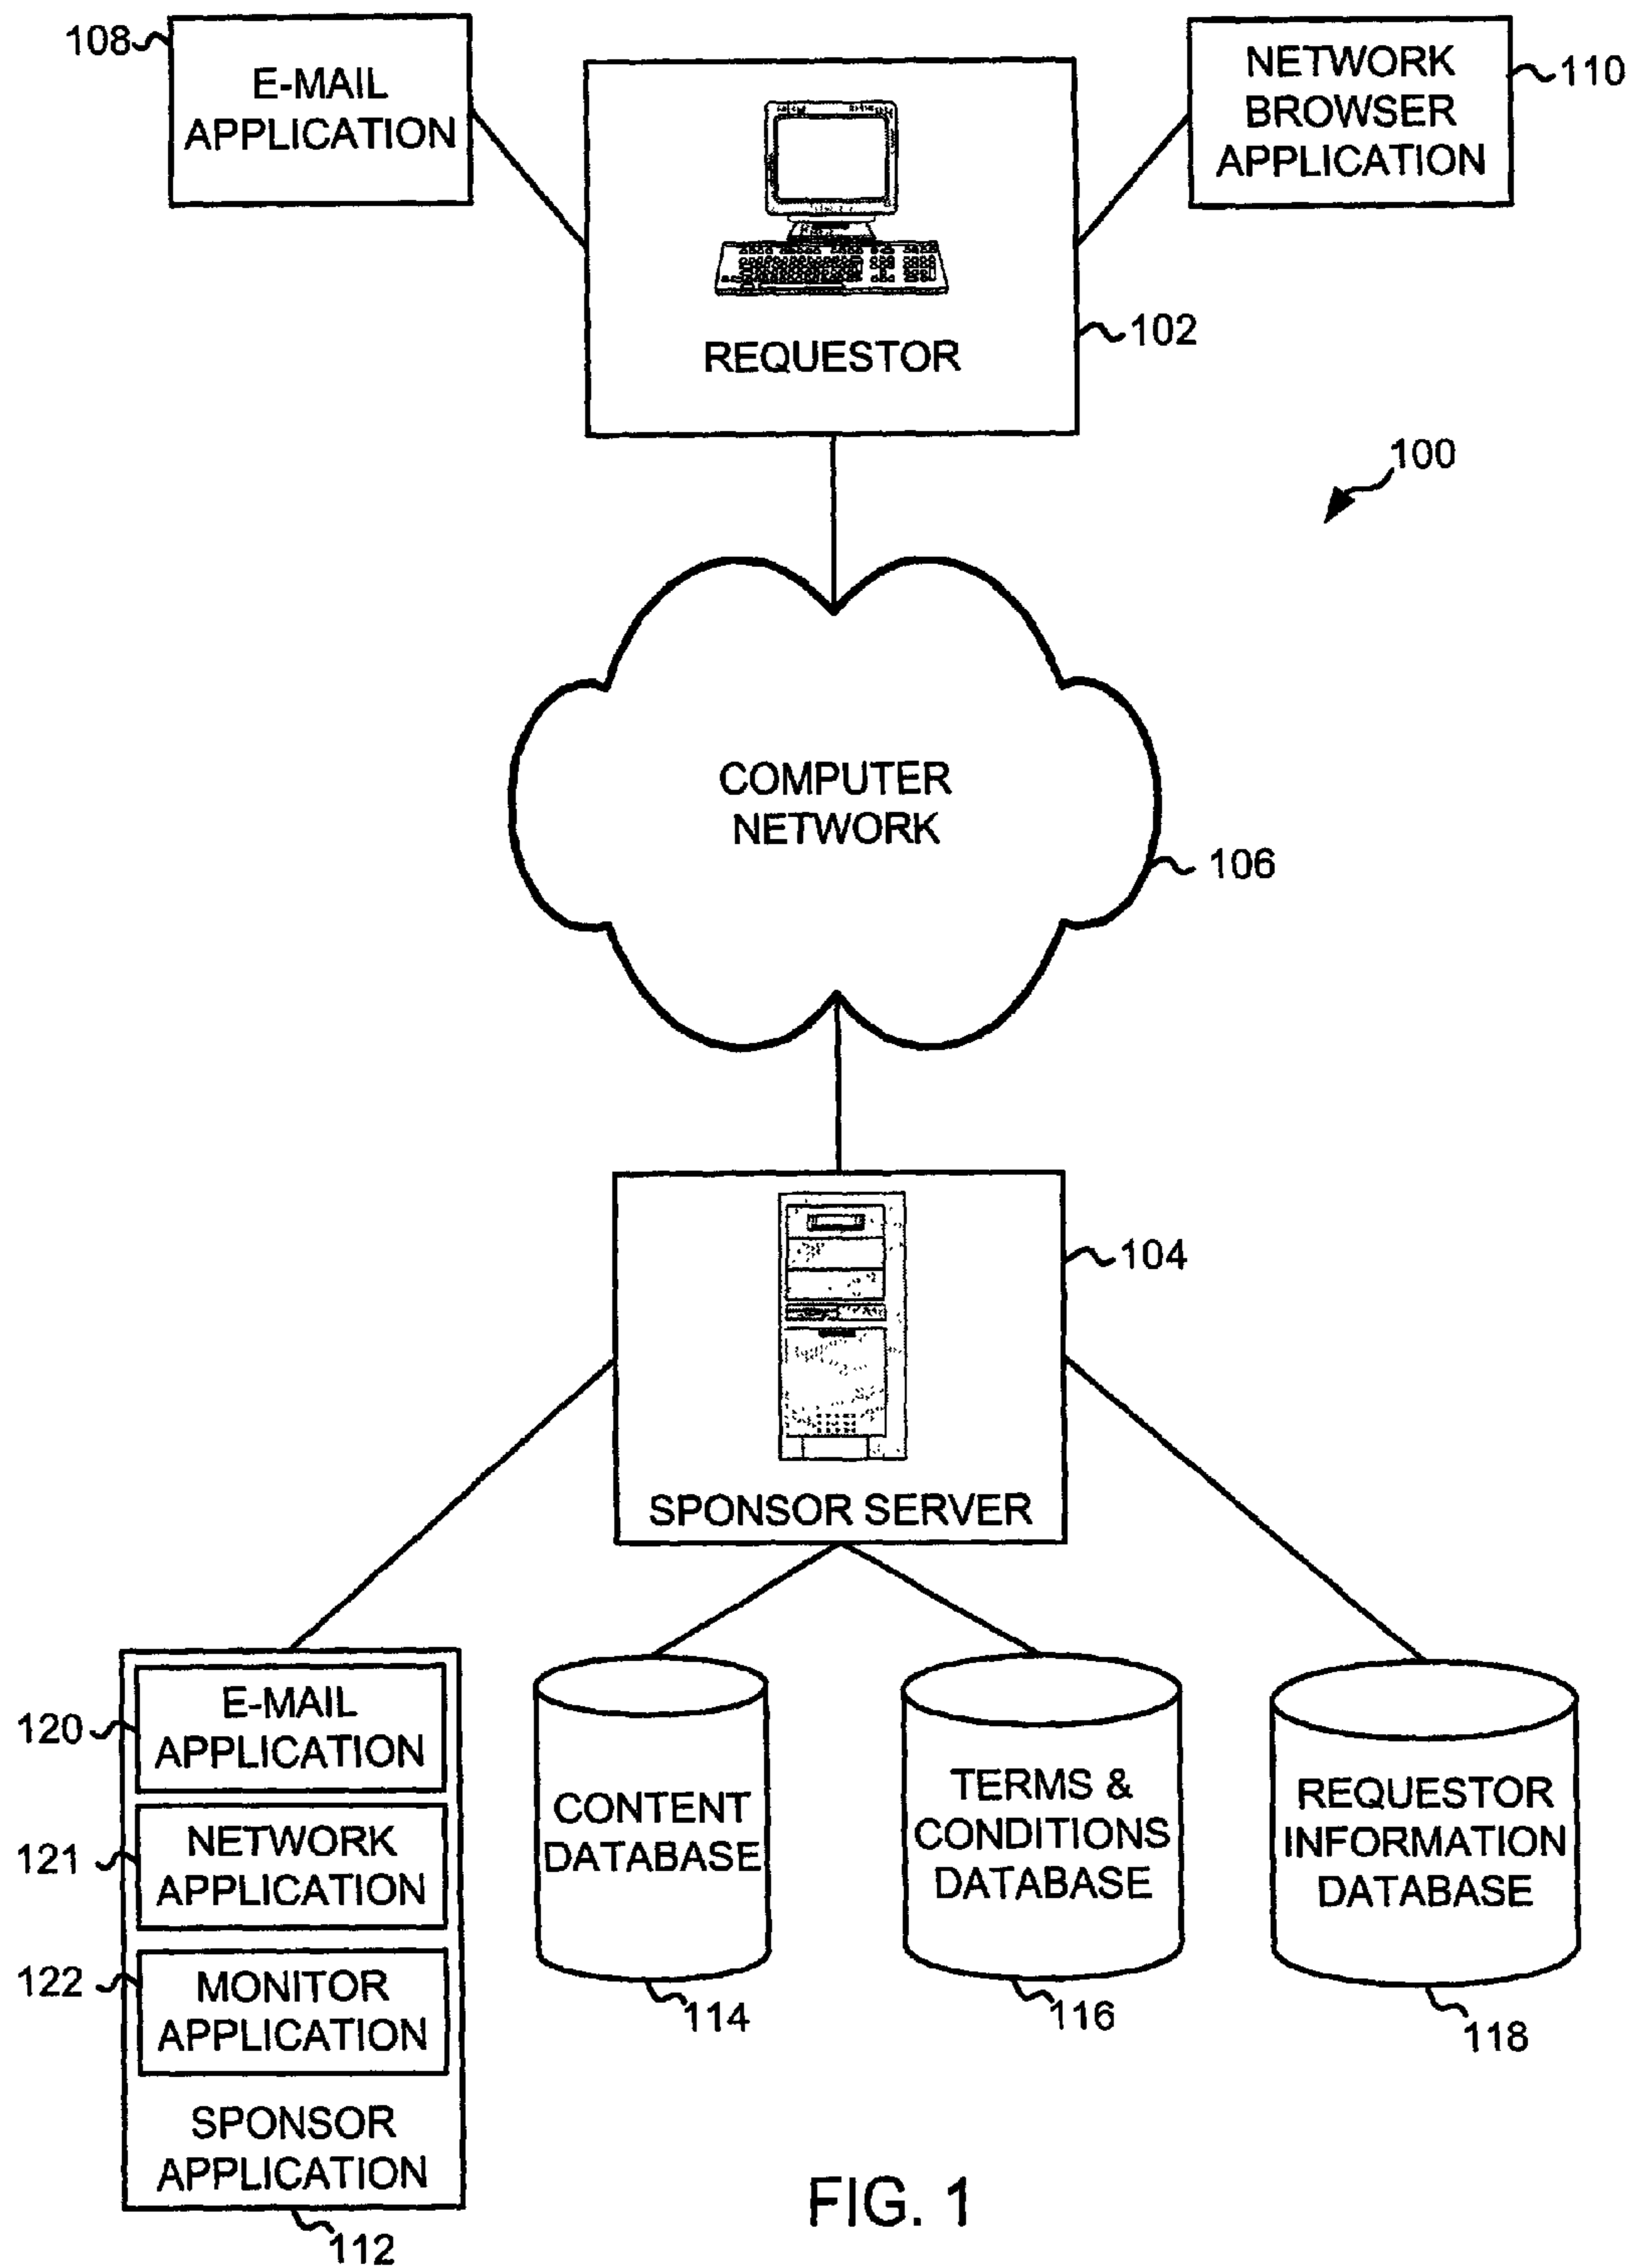 108
E-MAIL
APPLICATION
NETWORK
BROWSER
APPLICATION
110
REQUESTOR
102
100
COMPUTER
NETWORK
106
104
SPONSOR SERVER
120
E-MAIL
APPLICATION
121
NETWORK
APPLICATION
122
MONITOR
APPLICATION
SPONSOR
APPLICATION
112
CONTENT
DATABASE
114
TERMS &
CONDITIONS
DATABASE
116
REQUESTOR
INFORMATION
DATABASE
118
FIG. 1